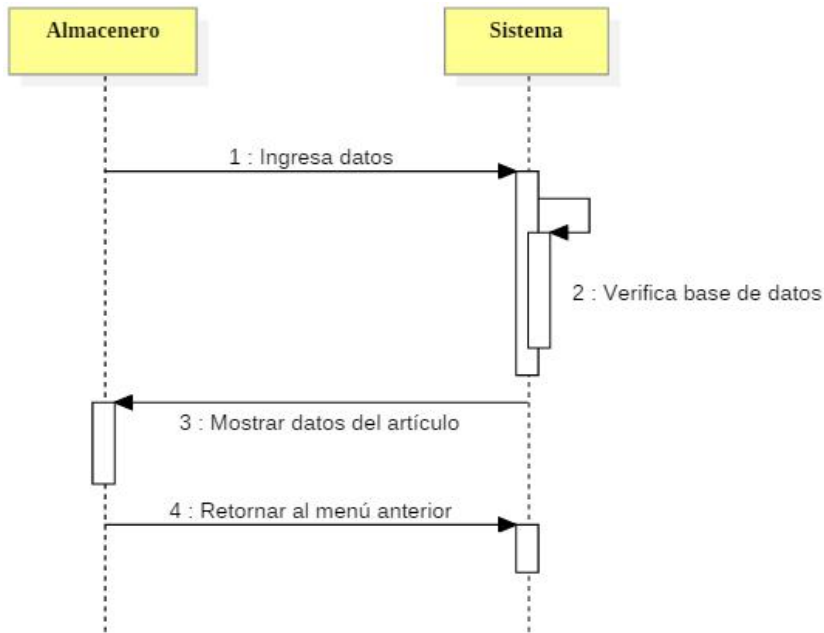 Almacenero
Sistema
1 : Ingresa datos
2 : Verifica base de datos
3 : Mostrar datos del artículo
4 : Retornar al menú anterior